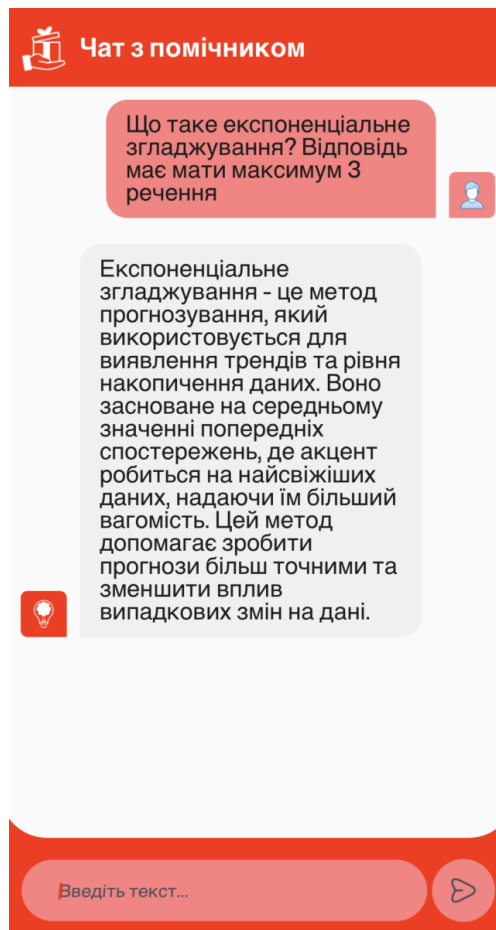 Чат з помічником
Що таке експоненціальне
згладжування? Відповідь
має мати максимум 3
речення
Експоненціальне
згладжування - це метод
прогнозування, який
використовується для
виявлення трендів та рівня
накопичення даних. Воно
засноване на середньому
значенні попередніх
спостережень, де акцент
робиться на найсвіжіших
даних, надаючи їм більший
вагомість. Цей метод
допомагає зробити
прогнози більш точними та
зменшити вплив
випадкових змін на дані.
Введіть текст...